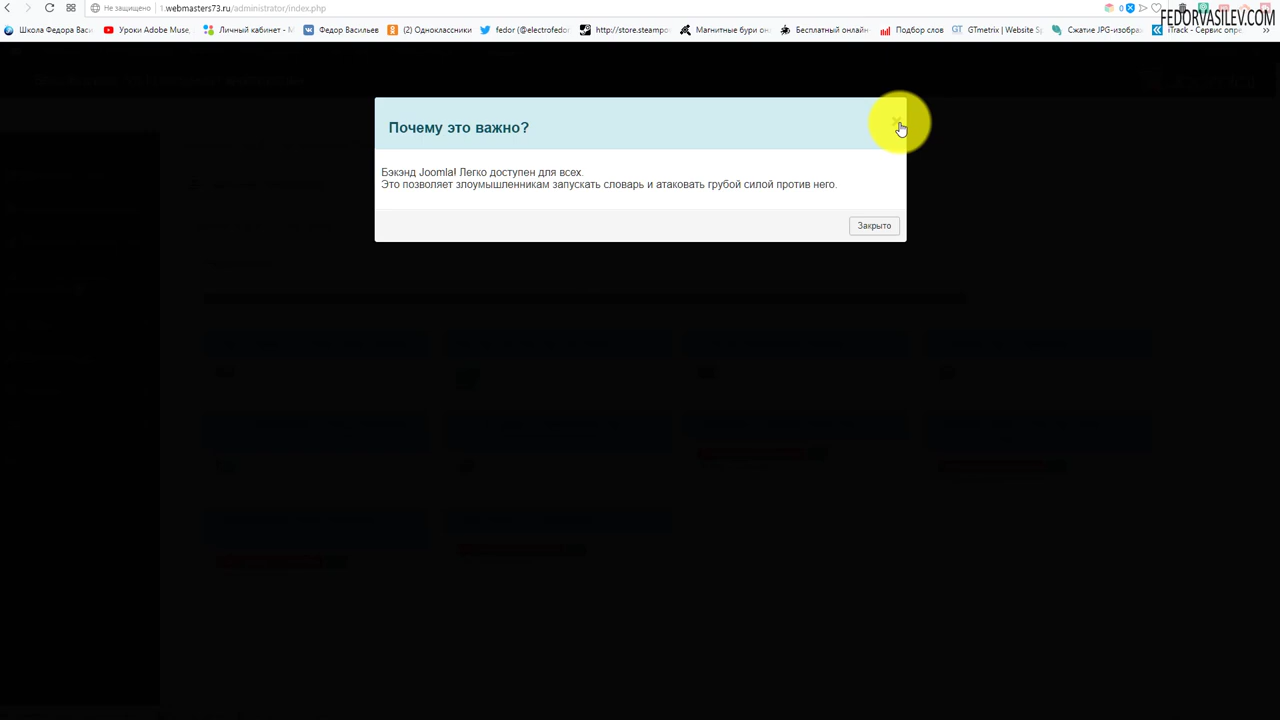 Не защищено
1.webmasters73.ru/administrator/index.php
0
FEDORVASILEV.COM
Школа Федора Васи
Уроки Adobe Muse,
Личный кабинет - М
Федор Васильев
(2) Одноклассники
fedor (@electrofedor
http://store.steampo
Магнитные бури он
Бесплатный онлайн
Подбор слов
GTmetrix | Website Sp
Сжатие JPG-изобра
iTrack - Сервис опре
Почему это важно?
Бэкэнд Joomla! Легко доступен для всех.
Это позволяет злоумышленникам запускать словарь и атаковать грубой силой против него.
Закрыто